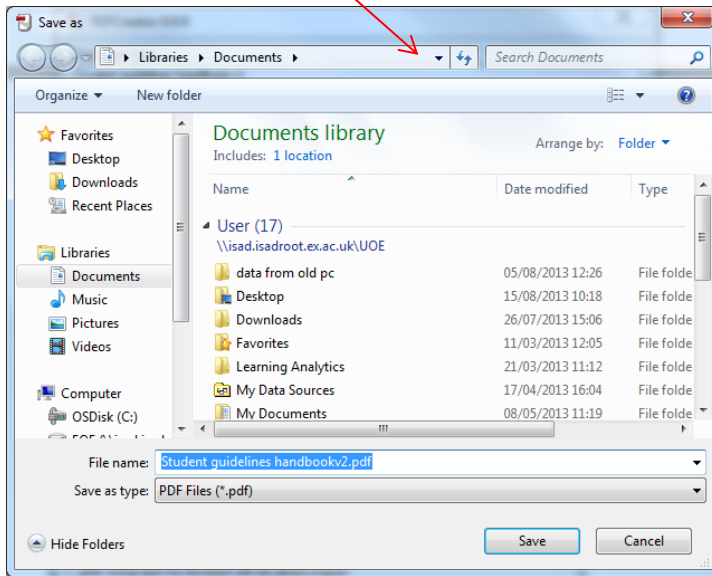 Save as
Libraries Documents
Search Documents
Organize New folder
Favorites
Desktop
Downloads
Recent Places
Libraries
Documents
Music
Pictures
Videos
Computer
OSDisk (C:)
Documents library
Includes: 1 location
Arrange by: Folder
Name Date modified Type
User (17)
\\isad.isadroot.ex.ac.uk\UOE
data from old pc 05/08/2013 12:26 File folde
Desktop 15/08/2013 10:18 File folde
Downloads 26/07/2013 15:06 File folde
Favorites 11/03/2013 12:05 File folde
Learning Analytics 21/03/2013 11:12 File folde
My Data Sources 17/04/2013 16:04 File folde
My Documents 08/05/2013 11:19 File folde
File name: Student guidelines handbookv2.pdf
Save as type: PDF Files (*.pdf)
Hide Folders
Save Cancel